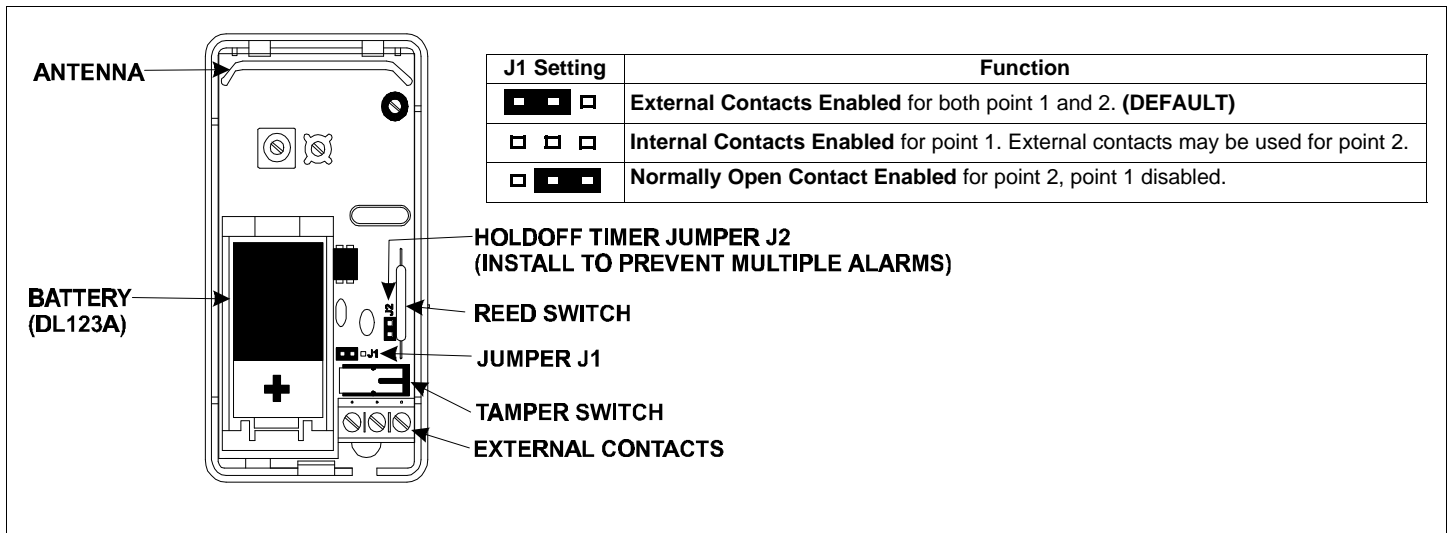 ANTENNA
J1 Setting Function
External Contacts Enabled for both point 1 and 2. (DEFAULT)
Internal Contacts Enabled for point 1. External contacts may be used for point 2.
Normally Open Contact Enabled for point 2, point 1 disabled.
HOLDOFF TIMER JUMPER J2
(INSTALL TO PREVENT MULTIPLE ALARMS)
BATTERY
(DL123A)
J2
REED SWITCH
J1
JUMPER J1
+
TAMPER SWITCH
EXTERNAL CONTACTS